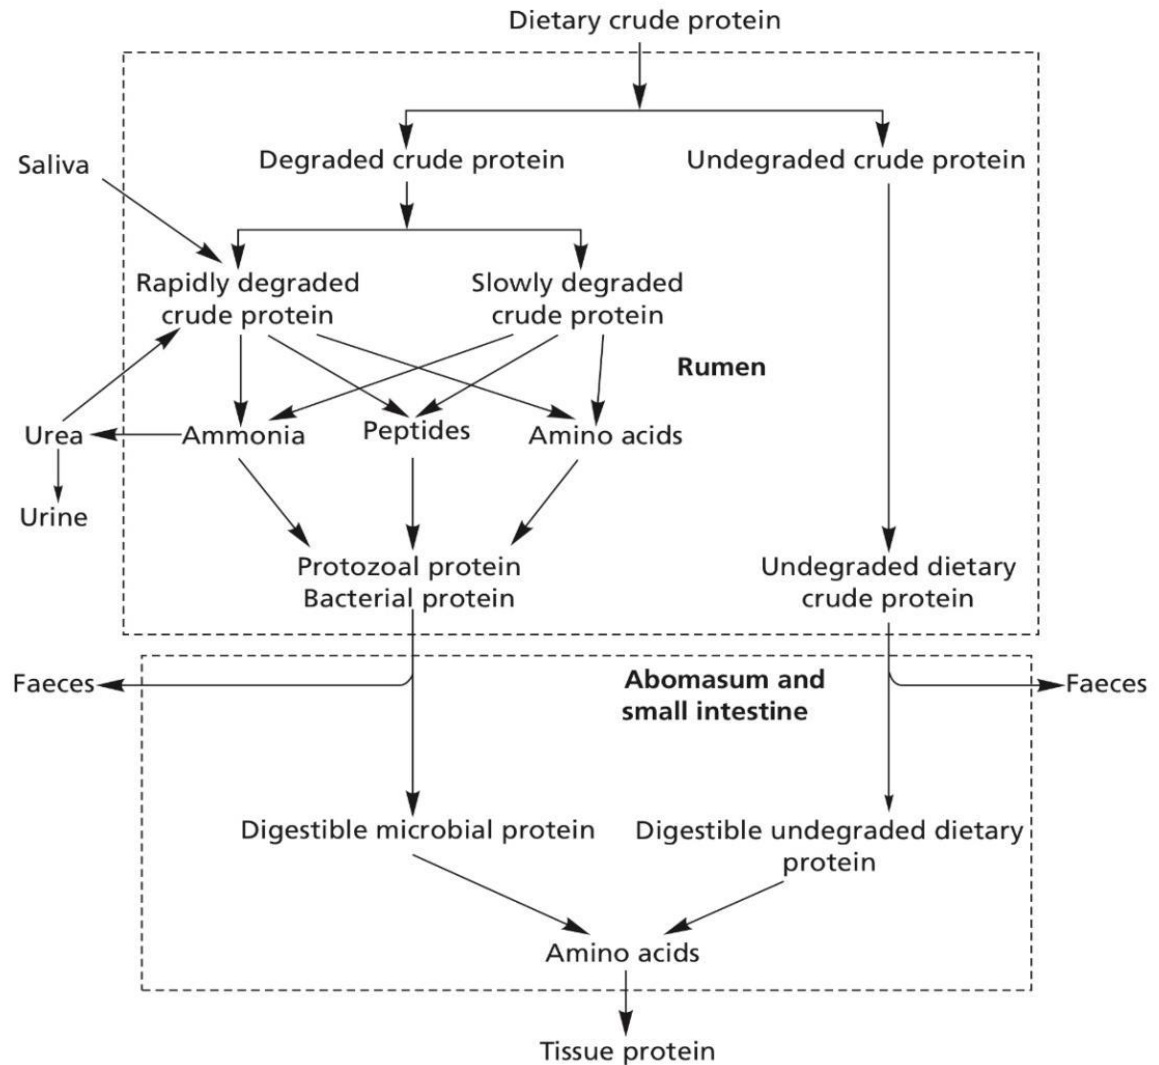 Dietary crude protein
Saliva
Degraded crude protein
Undegraded crude protein
Rapidly degraded
crude protein
Slowly degraded
crude protein
Rumen
Urea
Ammonia
Peptides
Amino acids
Urine
Protozoal protein
Bacterial protein
Undegraded dietary
crude protein
Faeces
Abomasum and
small intestine
Faeces
Digestible microbial protein
Digestible undegraded dietary
protein
Amino acids
Tissue protein